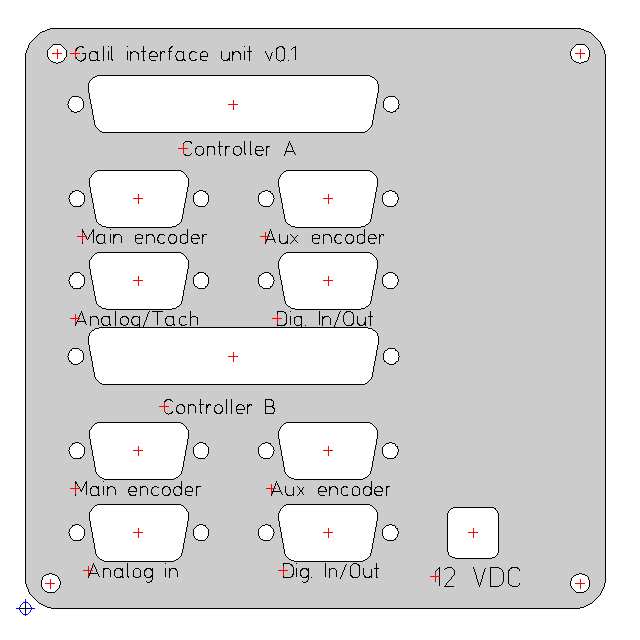 Galil interface unit v0.1
Controller A
Main encoder Aux encoder
Analog/Tach Dig. In/Out
Controller B
Main encoder Aux encoder
Analog in Dig. In/Out
12 VDC